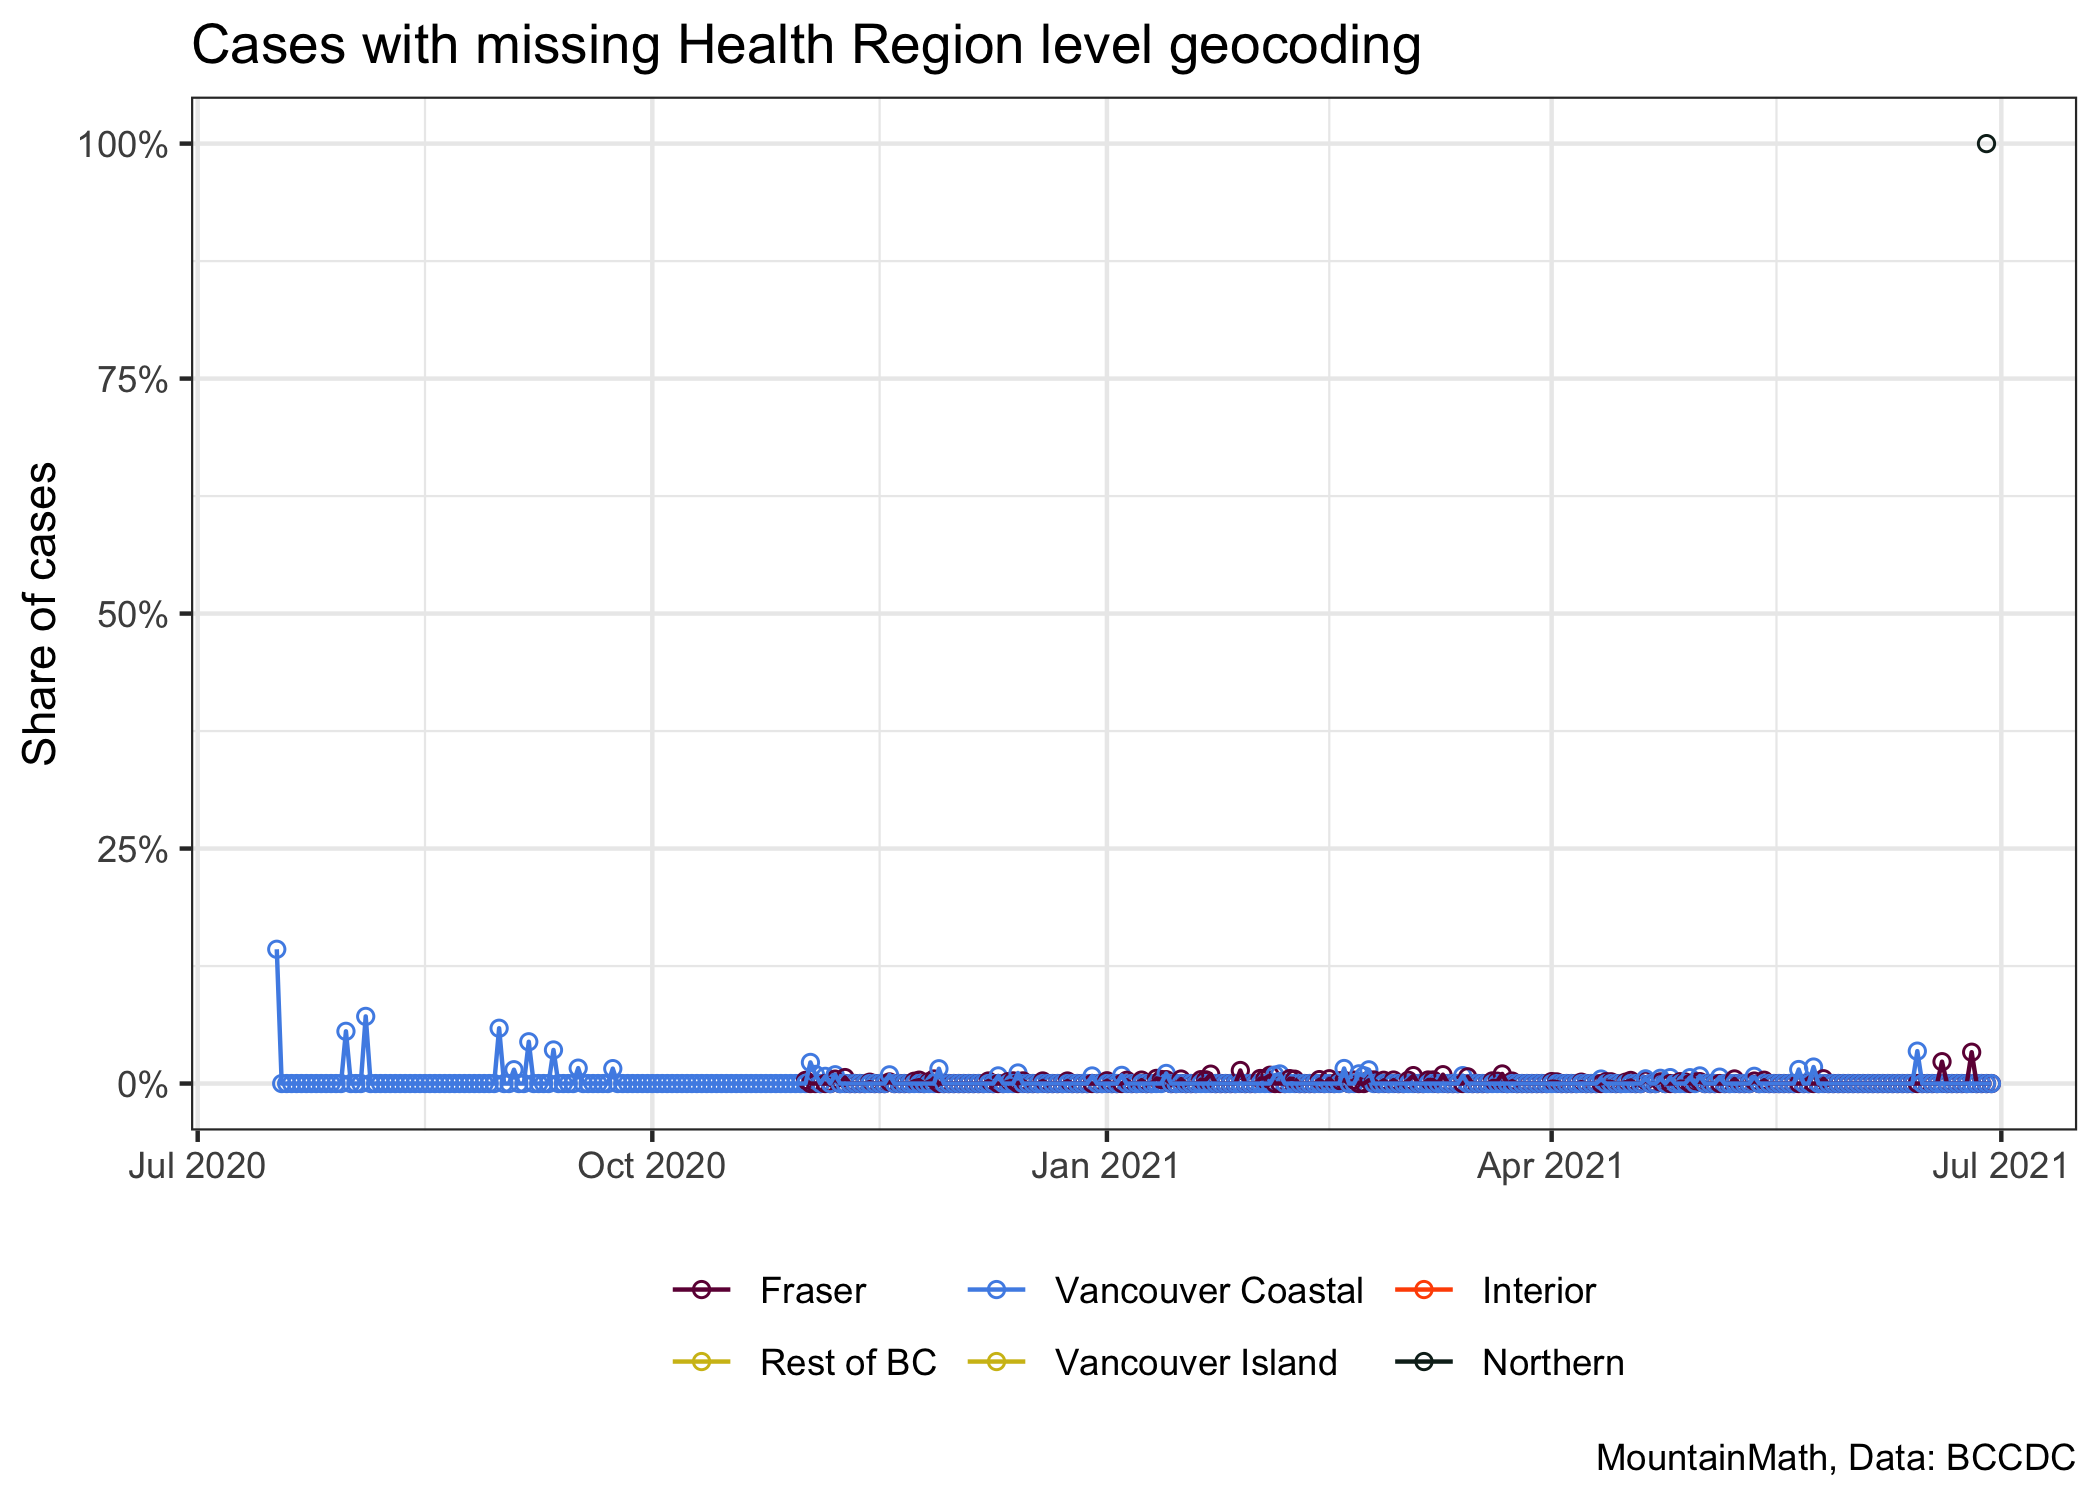 Cases with missing Health Region level geocoding
Share of cases
100%
75%
50%
25%
0%
Jul 2020 Oct 2020 Jan 2021 Apr 2021 Jul 2021
Fraser Vancouver Coastal Interior
Rest of BC Vancouver Island Northern
MountainMath, Data: BCCDC